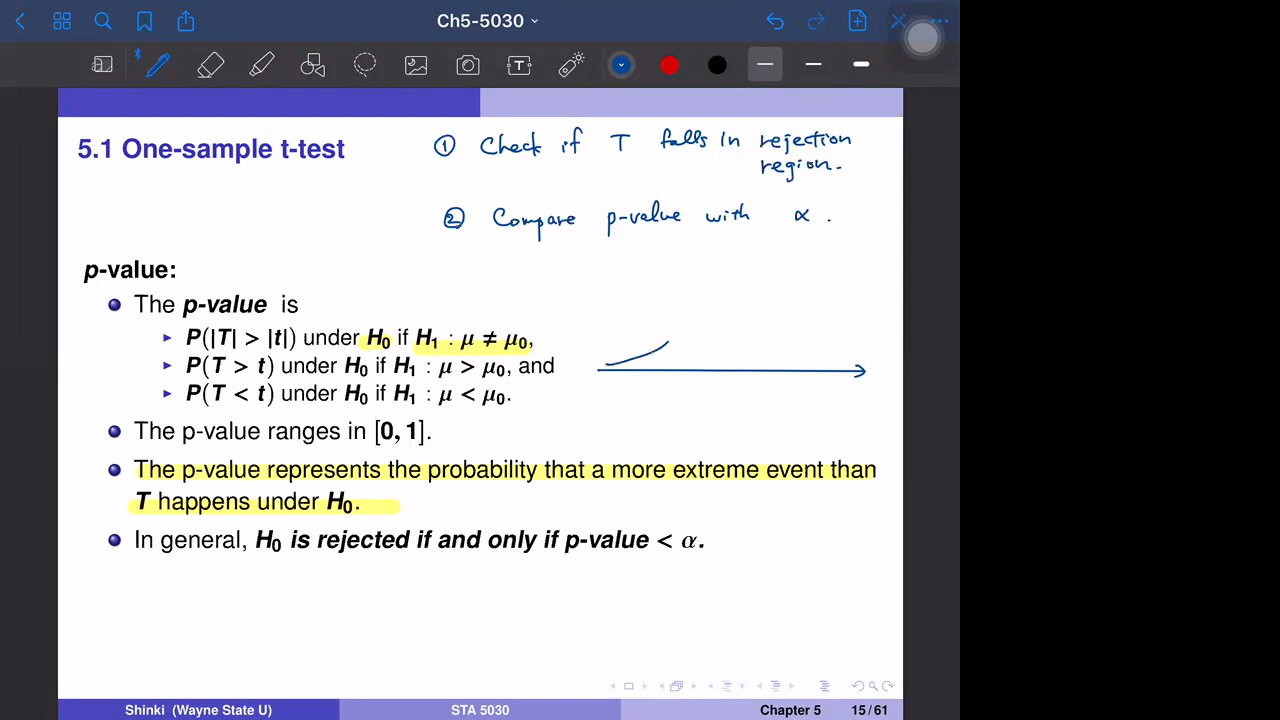 Ch5-5030
5.1 One-sample t-test
① Check if T falls in rejection
region.
② Compare p-value with α.
p-value:
The p-value is
P(|T| > |t|) under H₀ if H₁ : μ ≠ μ₀,
P(T > t) under H₀ if H₁ : μ > μ₀, and
P(T < t) under H₀ if H₁ : μ < μ₀.
The p-value ranges in [0, 1].
The p-value represents the probability that a more extreme event than
T happens under H₀.
In general, H₀ is rejected if and only if p-value < α.
Shinki (Wayne State U) STA 5030 Chapter 5 15/61